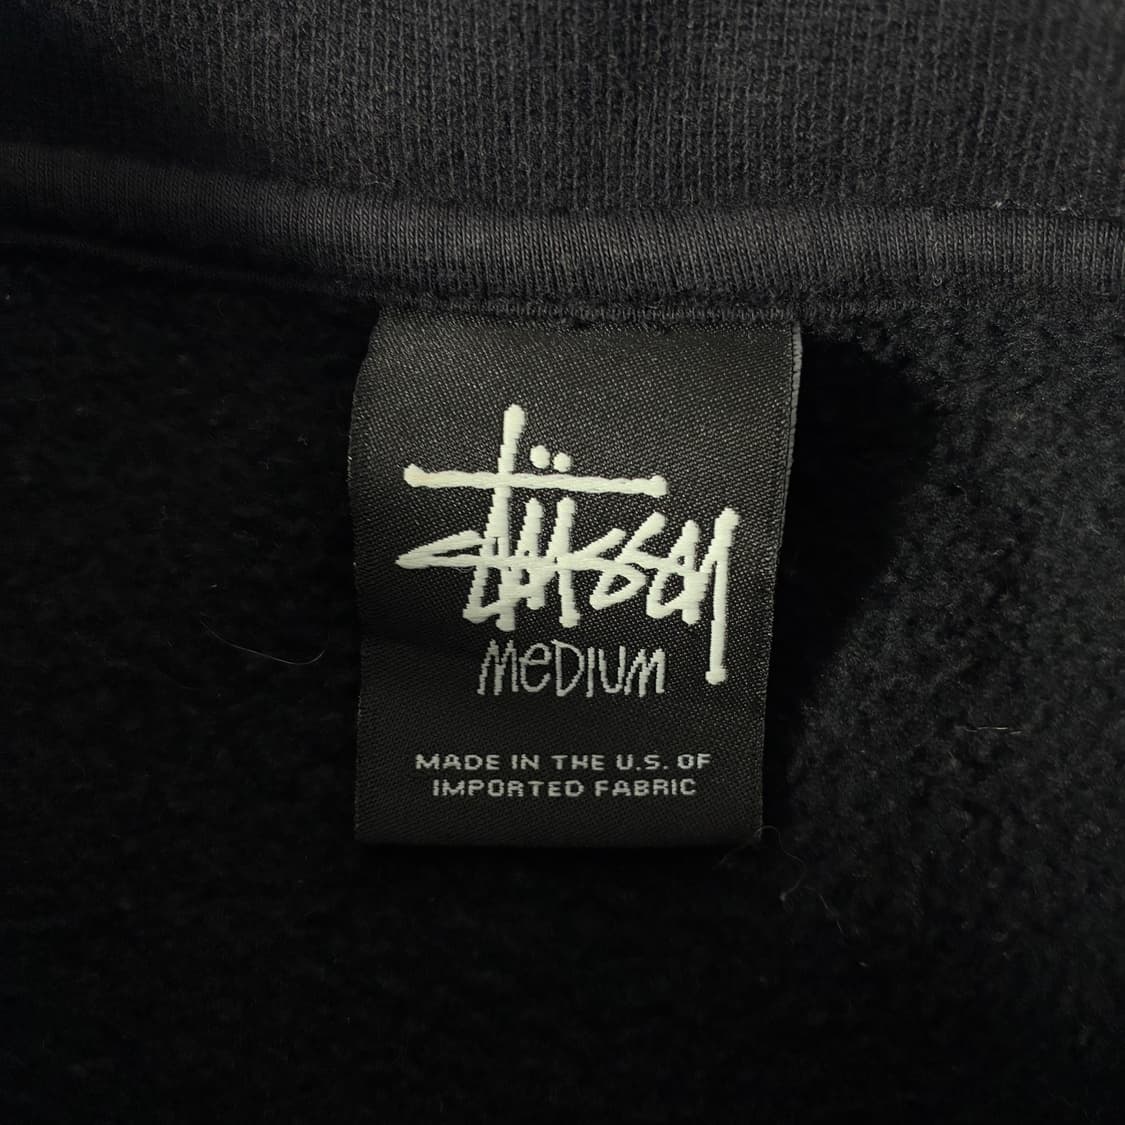 Stüssy
MeDIUM
MADE IN THE U.S. OF
IMPORTED FABRIC